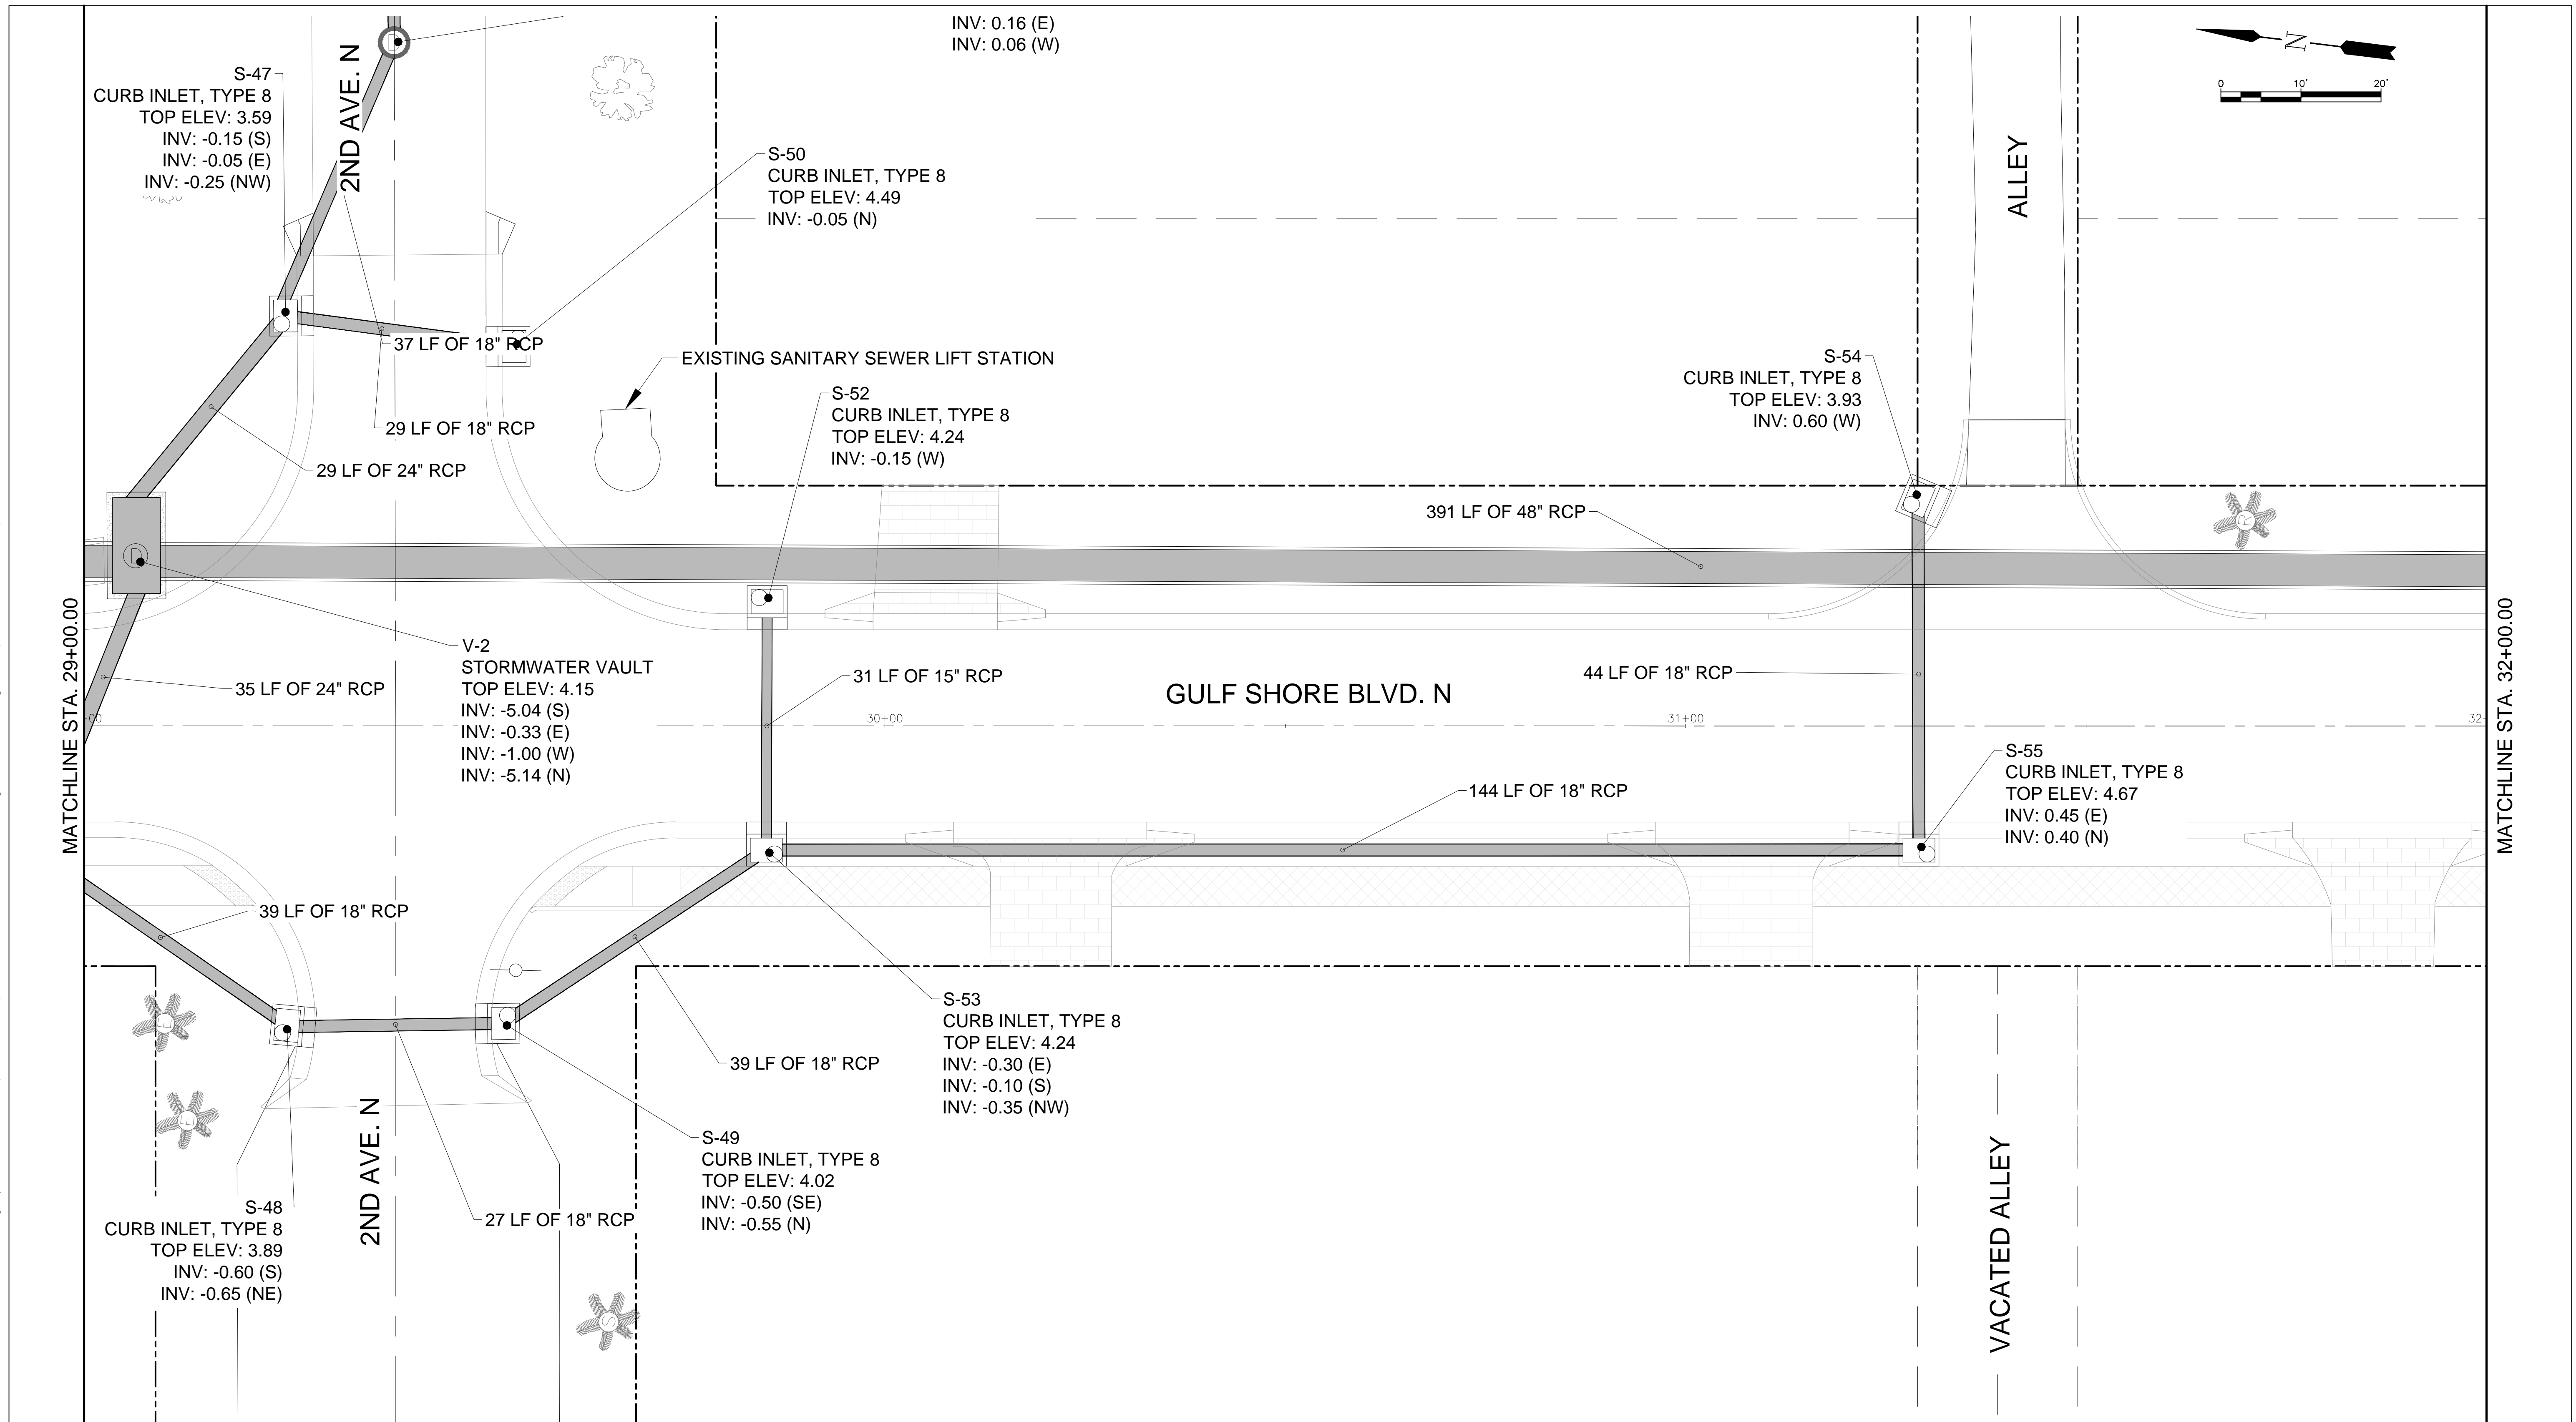 INV: 0.16 (E)
INV: 0.06 (W)
N
0 10' 20'
S-47
CURB INLET, TYPE 8
TOP ELEV: 3.59
INV: -0.15 (S)
INV: -0.05 (E)
INV: -0.25 (NW)
2ND AVE. N
S-50
CURB INLET, TYPE 8
TOP ELEV: 4.49
INV: -0.05 (N)
ALLEY
37 LF OF 18" RCP
EXISTING SANITARY SEWER LIFT STATION
S-52
CURB INLET, TYPE 8
TOP ELEV: 4.24
INV: -0.15 (W)
S-54
CURB INLET, TYPE 8
TOP ELEV: 3.93
INV: 0.60 (W)
29 LF OF 18" RCP
29 LF OF 24" RCP
391 LF OF 48" RCP
R
D
MATCHLINE STA. 29+00.00
V-2
STORMWATER VAULT
TOP ELEV: 4.15
INV: -5.04 (S)
INV: -0.33 (E)
INV: -1.00 (W)
INV: -5.14 (N)
35 LF OF 24" RCP
31 LF OF 15" RCP
GULF SHORE BLVD. N
44 LF OF 18" RCP
00
30+00
31+00
32
MATCHLINE STA. 32+00.00
S-55
CURB INLET, TYPE 8
TOP ELEV: 4.67
INV: 0.45 (E)
INV: 0.40 (N)
144 LF OF 18" RCP
39 LF OF 18" RCP
S-53
CURB INLET, TYPE 8
TOP ELEV: 4.24
INV: -0.30 (E)
INV: -0.10 (S)
INV: -0.35 (NW)
39 LF OF 18" RCP
2ND AVE. N
S-49
CURB INLET, TYPE 8
TOP ELEV: 4.02
INV: -0.50 (SE)
INV: -0.55 (N)
S-48
CURB INLET, TYPE 8
TOP ELEV: 3.89
INV: -0.60 (S)
INV: -0.65 (NE)
27 LF OF 18" RCP
S
VACATED ALLEY